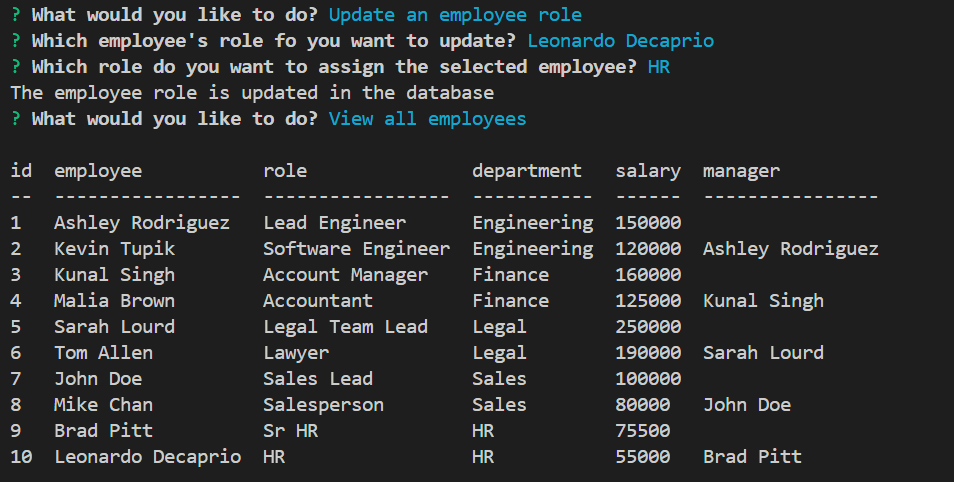 ? What would you like to do? Update an employee role
? Which employee's role fo you want to update? Leonardo Decaprio
? Which role do you want to assign the selected employee? HR
The employee role is updated in the database
? What would you like to do? View all employees
id  employee           role               department   salary  manager
--  -----------------  -----------------  -----------  ------  ----------------
1   Ashley Rodriguez   Lead Engineer      Engineering  150000
2   Kevin Tupik        Software Engineer  Engineering  120000  Ashley Rodriguez
3   Kunal Singh        Account Manager    Finance      160000
4   Malia Brown        Accountant         Finance      125000  Kunal Singh
5   Sarah Lourd        Legal Team Lead    Legal        250000
6   Tom Allen          Lawyer             Legal        190000  Sarah Lourd
7   John Doe           Sales Lead         Sales        100000
8   Mike Chan          Salesperson        Sales        80000   John Doe
9   Brad Pitt          Sr HR              HR           75500
10  Leonardo Decaprio  HR                 HR           55000   Brad Pitt